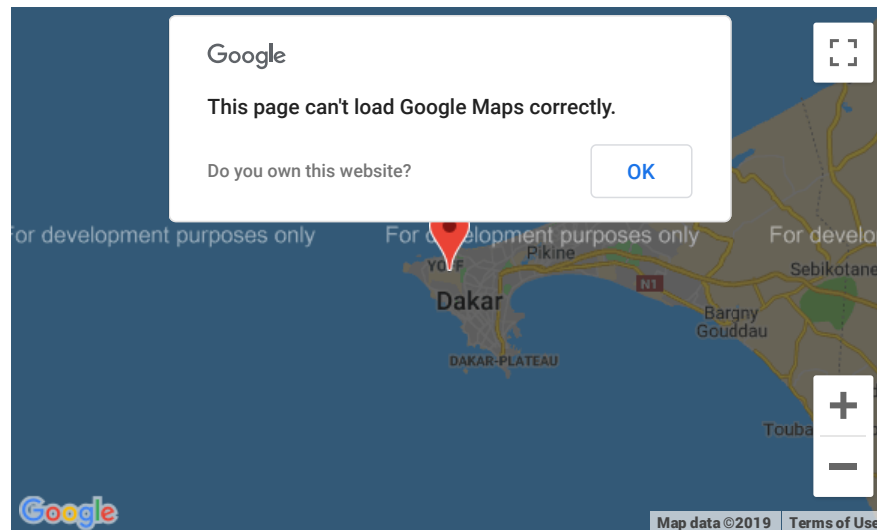 Google
This page can't load Google Maps correctly.
Do you own this website?
OK
For development purposes only
For development purposes only
For develo
YOFF
Pikine
Sebikotane
N1
Dakar
Bargny
Gouddau
DAKAR-PLATEAU
Touba
Google
Map data ©2019
Terms of Use